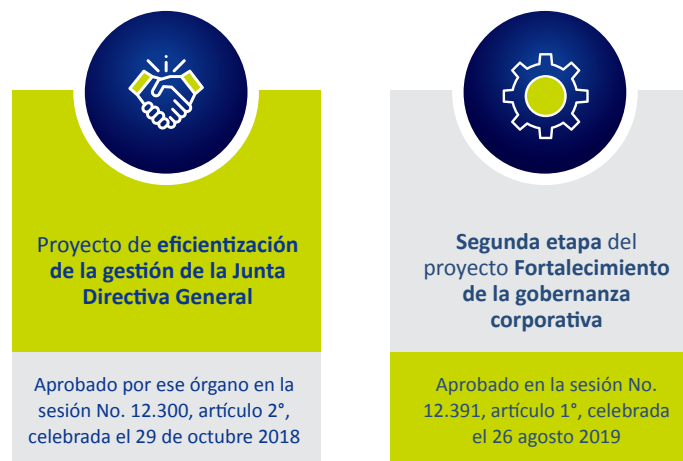 Proyecto de eficientización
de la gestión de la Junta
Directiva General
Aprobado por ese órgano en la
sesión No. 12.300, artículo 2°,
celebrada el 29 de octubre 2018
Segunda etapa del
proyecto Fortalecimiento
de la gobernanza
corporativa
Aprobado en la sesión No.
12.391, artículo 1°, celebrada
el 26 agosto 2019